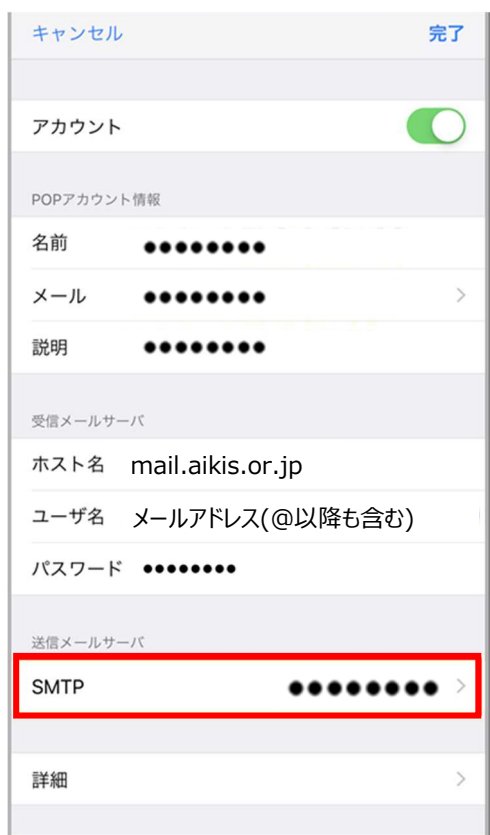 キャンセル 完了
アカウント
POPアカウント情報
名前 ●●●●●●●●
メール ●●●●●●●●
説明 ●●●●●●●●
受信メールサーバ
ホスト名 mail.aikis.or.jp
ユーザ名 メールアドレス(@以降も含む)
パスワード ●●●●●●●●
送信メールサーバ
SMTP ●●●●●●●●
詳細